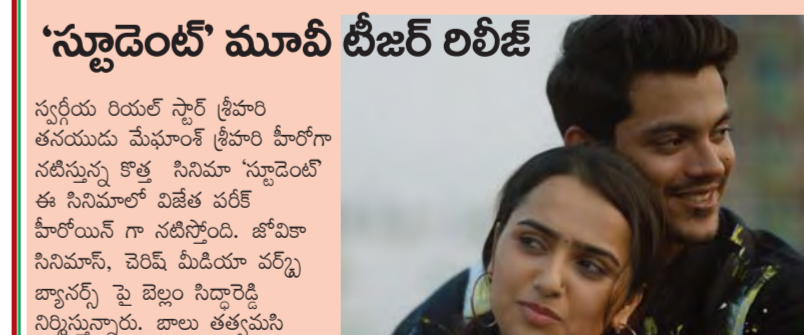 ‘స్టూడెంట్’ మూవీ టీజర్ రిలీజ్
స్వర్గీయ రియల్ స్టార్ శ్రీహరి
తనయుడు మేఘాంశ్ శ్రీహరి హీరోగా
నటిస్తున్న కొత్త సినిమా ‘స్టూడెంట్’
ఈ సినిమాలో విజేత పరీక్
హీరోయిన్ గా నటిస్తోంది. జోవికా
సినిమాస్, చెరిష్ మీడియా వర్క్స్
బ్యానర్స్ పై బెల్లం సిద్ధారెడ్డి
నిర్మిస్తున్నారు. బాలు తత్వమసి